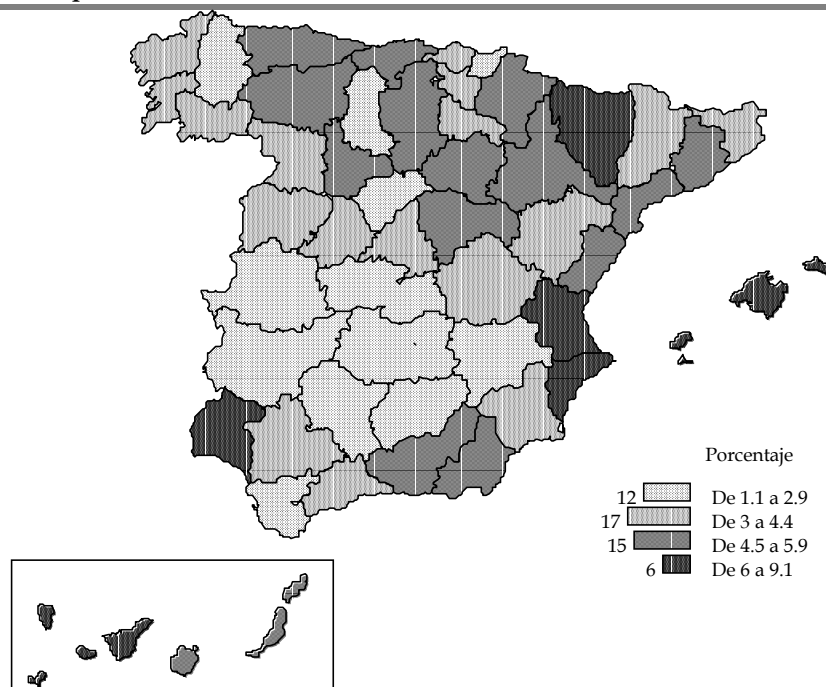 Porcentaje
12 De 1.1 a 2.9
17 De 3 a 4.4
15 De 4.5 a 5.9
6 De 6 a 9.1